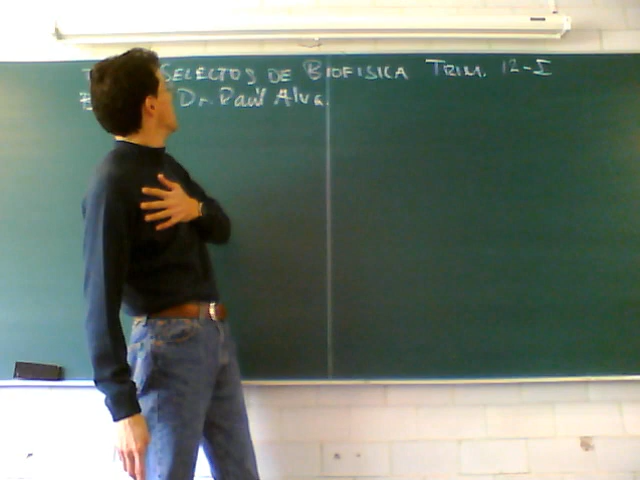 SELECTOS DE BIOFISICA TRIM. 12-I
Dr. Raúl Alva.